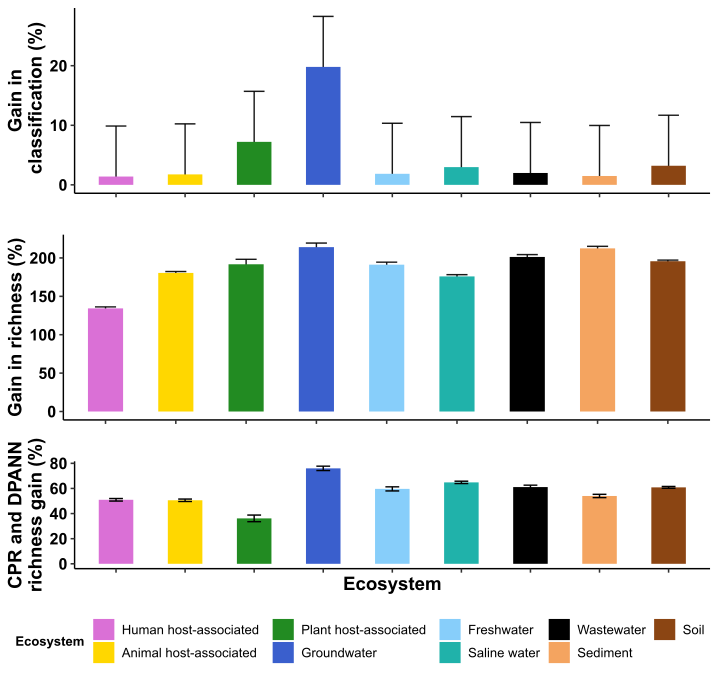 Gain in
classification (%)
20
10
0
Gain in richness (%)
200
150
100
50
0
CPR and DPANN
richness gain (%)
80
60
40
20
0
Ecosystem
Ecosystem
Human host-associated
Plant host-associated
Freshwater
Wastewater
Soil
Animal host-associated
Groundwater
Saline water
Sediment